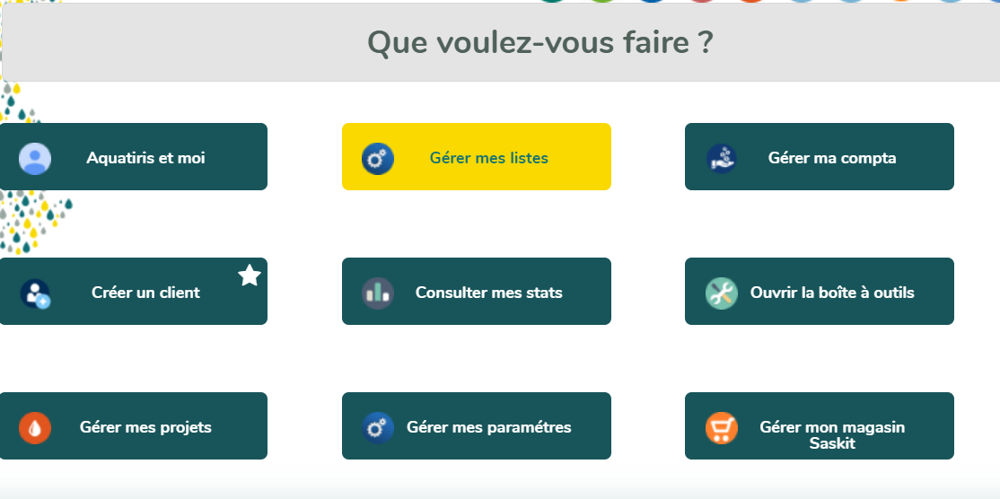 Que voulez-vous faire ?
Aquatiris et moi
Gérer mes listes
Gérer ma compta
Créer un client
Consulter mes stats
Ouvrir la boîte à outils
Gérer mes projets
Gérer mes paramétres
Gérer mon magasin
Saskit